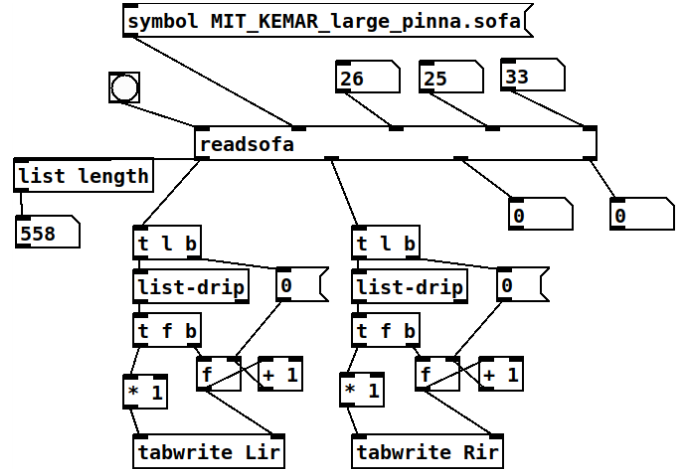 symbol MIT_KEMAR_large_pinna.sofa
26 25 33
readsofa
list length
558
0 0
t l b t l b
list-drip 0 list-drip 0
t f b t f b
f + 1 f + 1
* 1 * 1
tabwrite Lir tabwrite Rir